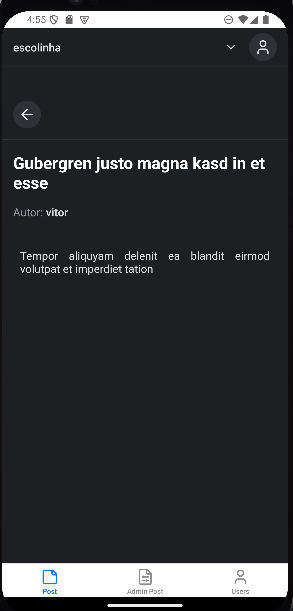 4:55
escolinha
Gubergren justo magna kasd in et
esse
Autor: vitor
Tempor aliquyam delenit ea blandit eirmod
volutpat et imperdiet tation
Post
Admin Post
Users